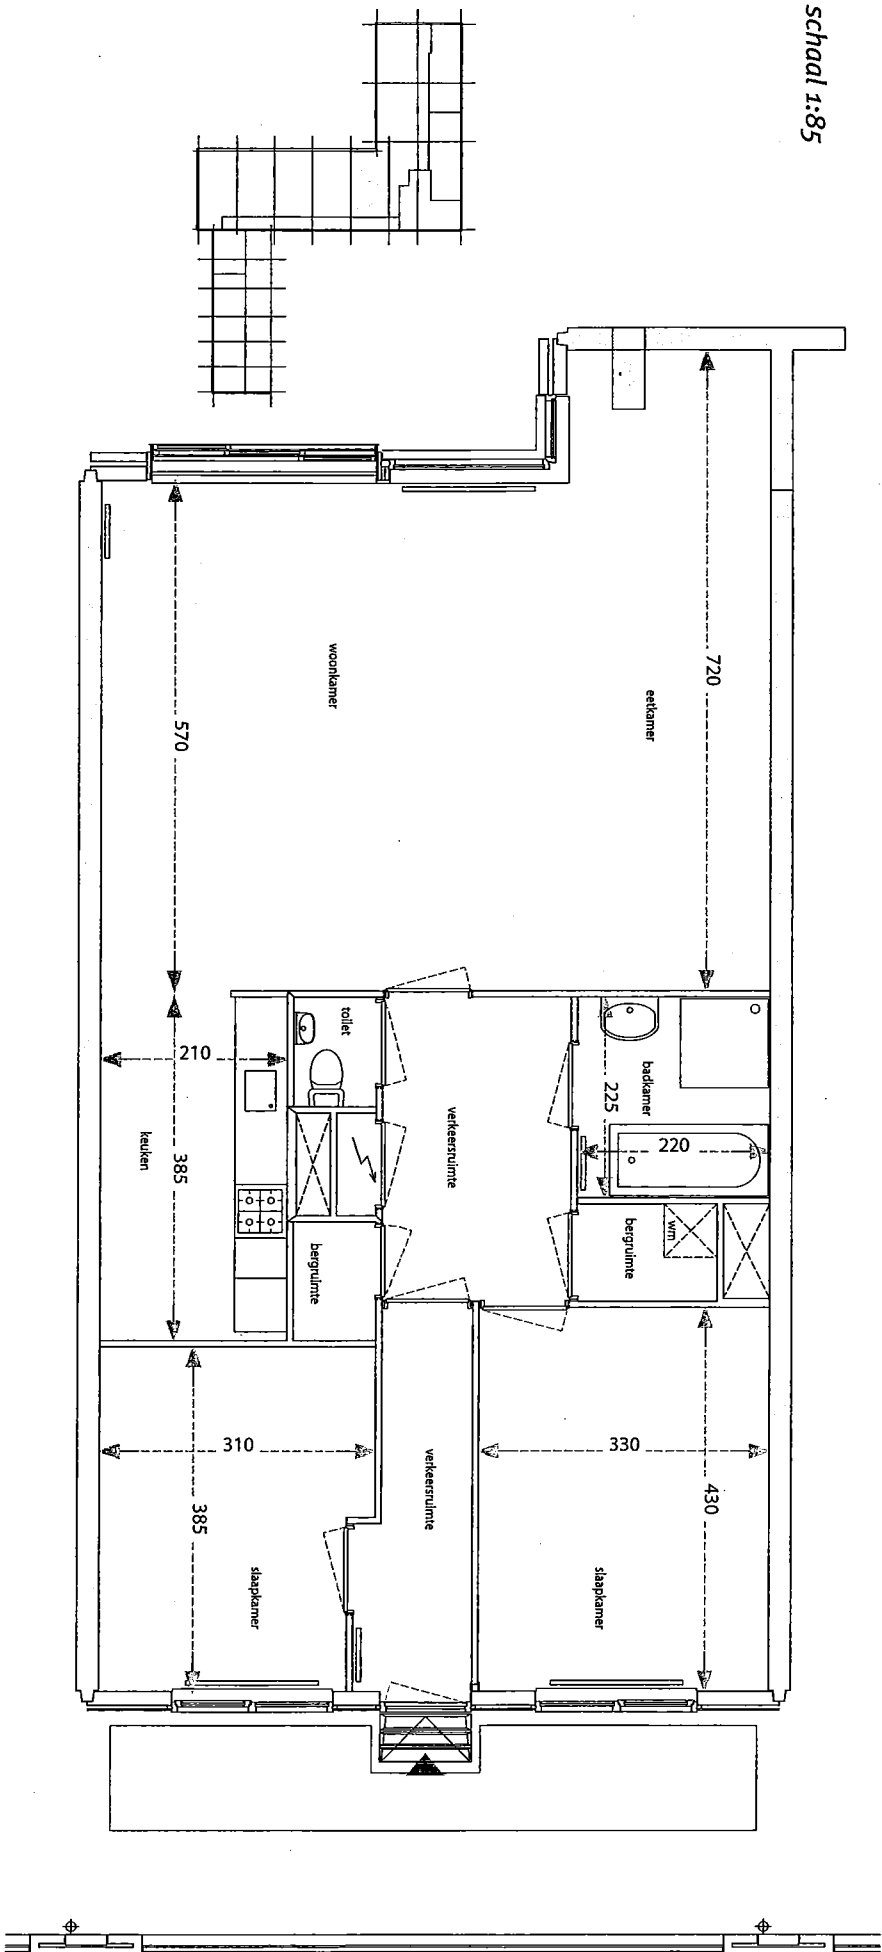 schaal 1:85
720
570
woonkamer
eetkamer
toilet
210
badkamer
225
220
verkeersruimte
keuken
385
wm
bergruimte
bergruimte
310
330
verkeersruimte
430
385
slaapkamer
slaapkamer